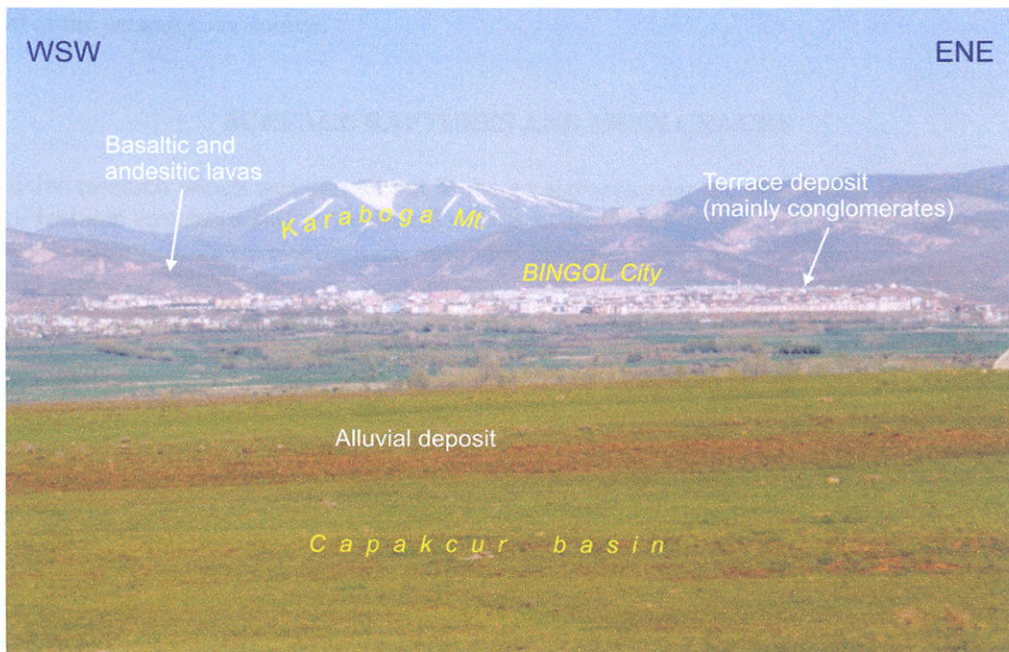 WSW
ENE
Basaltic and
andesitic lavas
Terrace deposit
(mainly conglomerates)
Karaboga Mt.
BINGOL City
Alluvial deposit
Capakcur basin